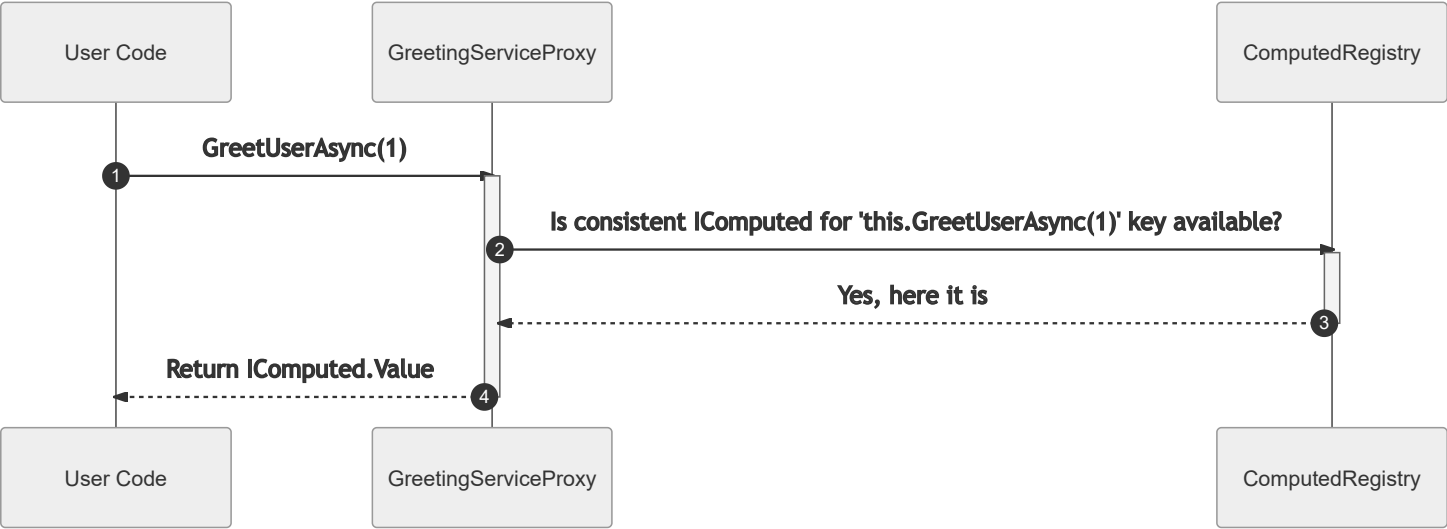 User Code
GreetingServiceProxy
ComputedRegistry
GreetUserAsync(1)
1
Is consistent IComputed for 'this.GreetUserAsync(1)' key available?
2
Yes, here it is
3
Return IComputed.Value
4
User Code
GreetingServiceProxy
ComputedRegistry